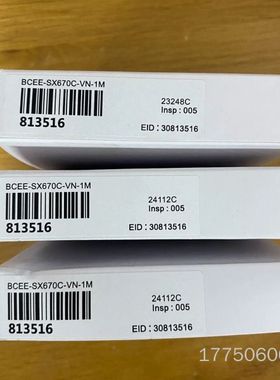 BCEE-SX670C-VN-1M
23248C
Insp : 005
813516
EID : 30813516
BCEE-SX670C-VN-1M
24112C
Insp : 005
813516
EID : 30813516
BCEE-SX670C-VN-1M
24112C
Insp : 005
813516
EID : 30813516